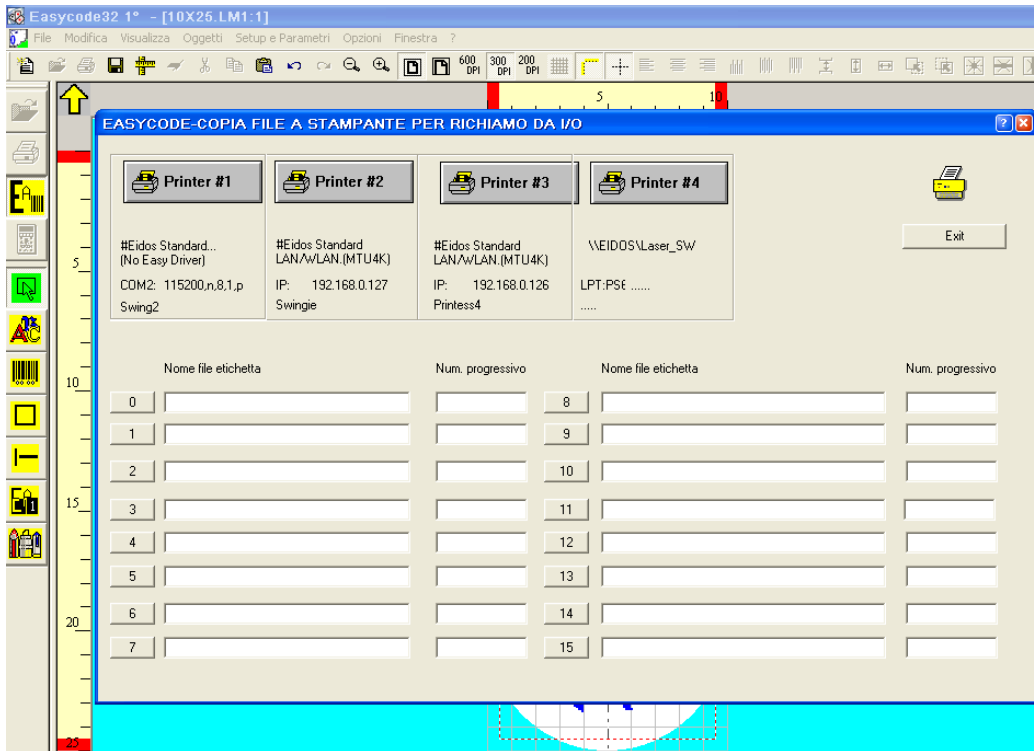 Easycode32 1° - [10X25.LM1:1]
File Modifica Visualizza Oggetti Setup e Parametri Opzioni Finestra ?
600 DPI 300 DPI 200 DPI
5 10
EASYCODE-COPIA FILE A STAMPANTE PER RICHIAMO DA I/O
Printer #1 Printer #2 Printer #3 Printer #4
#Eidos Standard...
(No Easy Driver)
COM2: 115200,n,8,1,p
Swing2
#Eidos Standard
LAN/WLAN.(MTU4K)
IP: 192.168.0.127
Swingie
#Eidos Standard
LAN/WLAN.(MTU4K)
IP: 192.168.0.126
Printess4
\\EIDOS\Laser_SW
LPT:PS6 ......
.....
Exit
Nome file etichetta Num. progressivo Nome file etichetta Num. progressivo
0 8
1 9
2 10
3 11
4 12
5 13
6 14
7 15
5
10
15
20
25